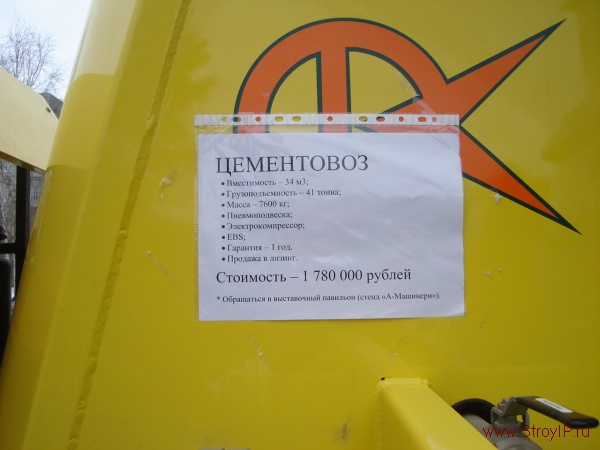 ЦЕМЕНТОВОЗ
• Вместимость – 34 м3;
• Грузоподъемность – 41 тонна;
• Масса – 7600 кг;
• Пневмоподвеска;
• Электрокомпрессор;
• EBS;
• Гарантия – 1 год.
• Продажа в лизинг.
Стоимость – 1 780 000 рублей
* Обращаться в выставочный павильон (стенд «А-Машинери»).
www.StroyIP.ru